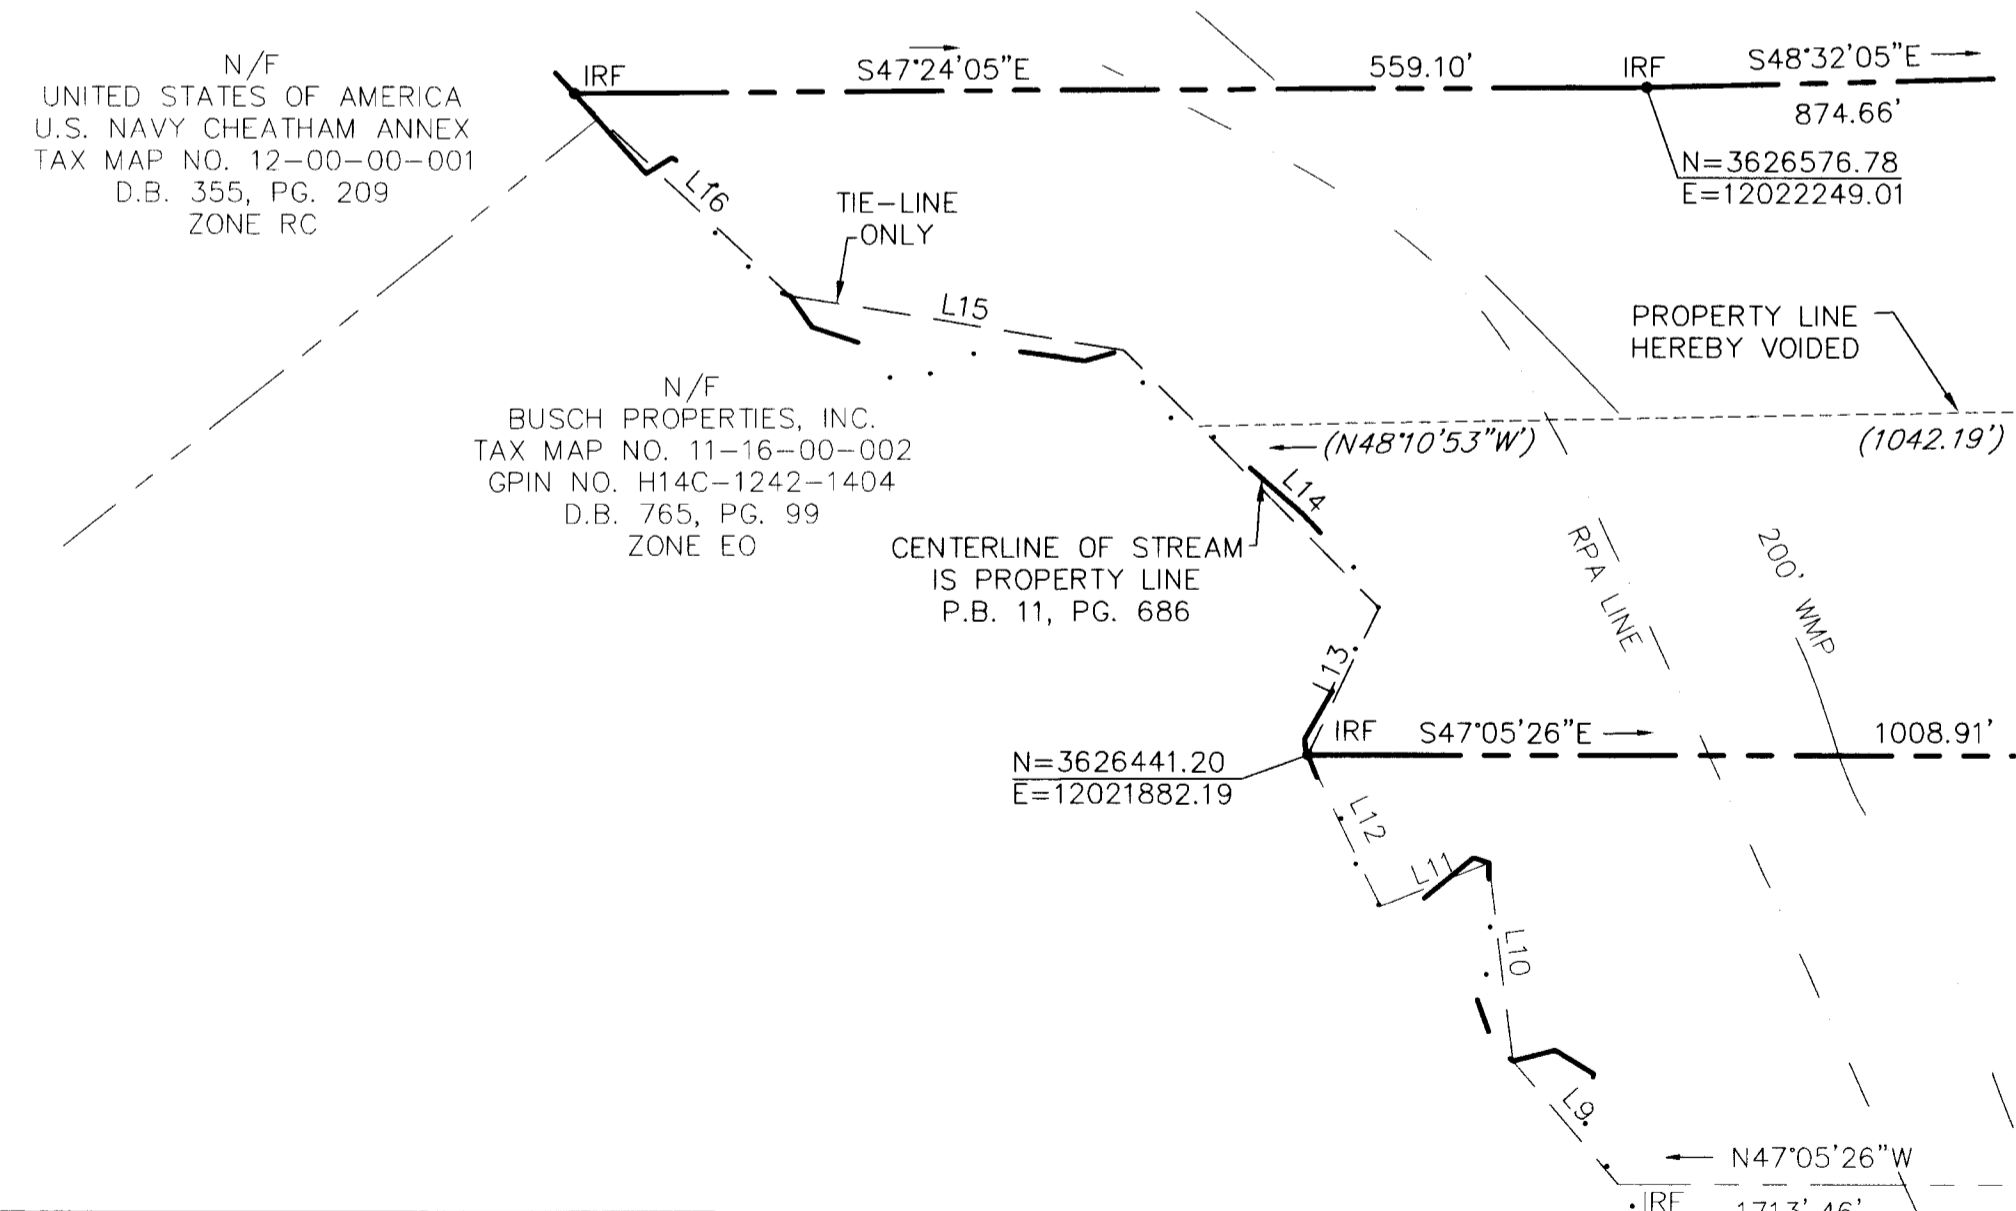 N/F
UNITED STATES OF AMERICA
U.S. NAVY CHEATHAM ANNEX
TAX MAP NO. 12-00-00-001
D.B. 355, PG. 209
ZONE RC
IRF
S47°24'05"E
559.10'
IRF
S48°32'05"E
874.66'
N=3626576.78
E=12022249.01
L16
TIE-LINE
ONLY
L15
PROPERTY LINE
HEREBY VOIDED
N/F
BUSCH PROPERTIES, INC.
TAX MAP NO. 11-16-00-002
GPIN NO. H14C-1242-1404
D.B. 765, PG. 99
ZONE EO
(N48°10'53"W')
(1042.19')
L14
CENTERLINE OF STREAM
IS PROPERTY LINE
P.B. 11, PG. 686
RPA LINE
200' WMP
L13
IRF
S47°05'26"E
1008.91'
N=3626441.20
E=12021882.19
L12
L11
L10
L9
N47°05'26"W
IRF
1713'.46'